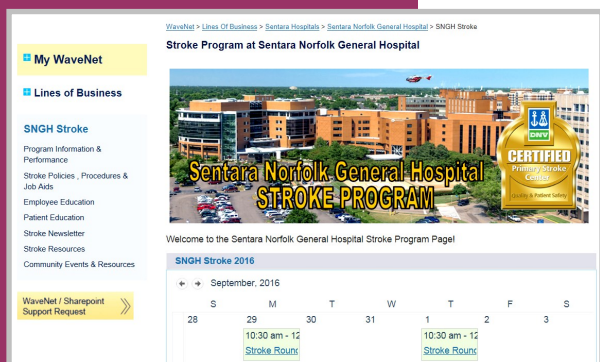 WaveNet > Lines Of Business > Sentara Hospitals > Sentara Norfolk General Hospital > SNGH Stroke
Stroke Program at Sentara Norfolk General Hospital
My WaveNet
Lines of Business
SNGH Stroke
Program Information &
Performance
Stroke Policies , Procedures &
Job Aids
Employee Education
Patient Education
Stroke Newsletter
Stroke Resources
Community Events & Resources
WaveNet / Sharepoint
Support Request
DNV
CERTIFIED
Primary Stroke
Center
Quality & Patient Safety
Sentara Norfolk General Hospital
STROKE PROGRAM
Welcome to the Sentara Norfolk General Hospital Stroke Program Page!
SNGH Stroke 2016
September, 2016
S M T W T F S
28 29 30 31 1 2 3
10:30 am - 12 10:30 am - 12
Stroke Round Stroke Round